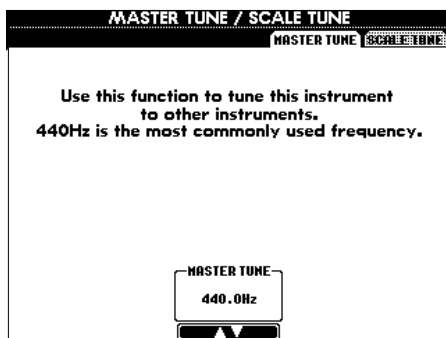 MASTER TUNE / SCALE TUNE
MASTER TUNE SCALE TUNE
Use this function to tune this instrument
to other instruments.
440Hz is the most commonly used frequency.
MASTER TUNE
440.0Hz